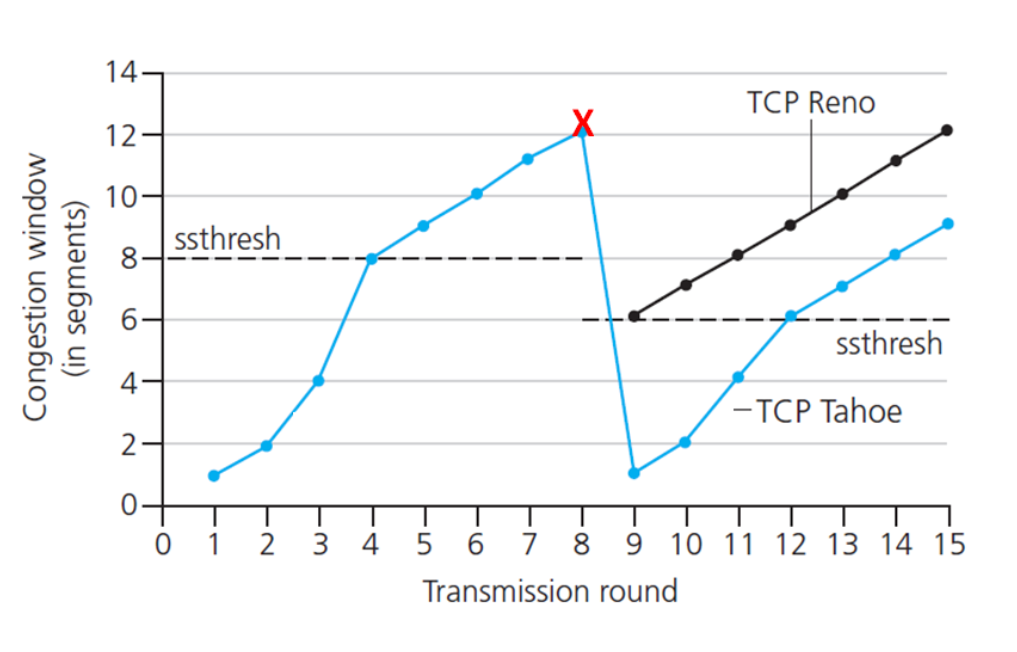 14
12
10
8
6
4
2
0
Congestion window
(in segments)
ssthresh
X
TCP Reno
ssthresh
TCP Tahoe
0 1 2 3 4 5 6 7 8 9 10 11 12 13 14 15
Transmission round